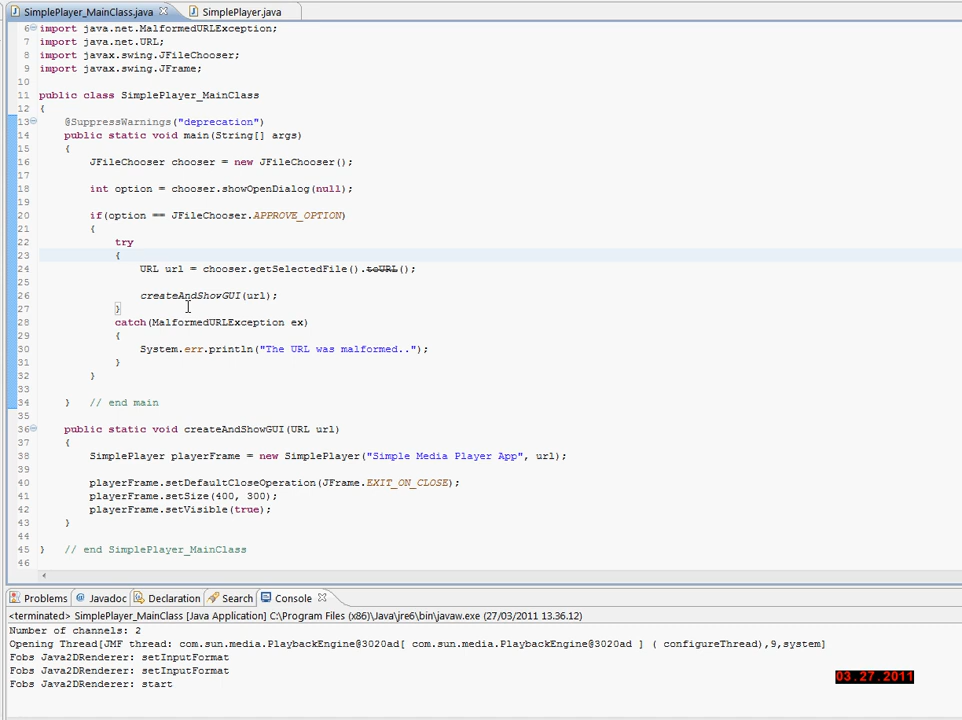 SimplePlayer_MainClass.java SimplePlayer.java
6 import java.net.MalformedURLException;
7 import java.net.URL;
8 import javax.swing.JFileChooser;
9 import javax.swing.JFrame;
10
11 public class SimplePlayer_MainClass
12 {
13 @SuppressWarnings("deprecation")
14 public static void main(String[] args)
15 {
16 JFileChooser chooser = new JFileChooser();
17
18 int option = chooser.showOpenDialog(null);
19
20 if(option == JFileChooser.APPROVE_OPTION)
21 {
22 try
23 {
24 URL url = chooser.getSelectedFile().toURL();
25
26 createAndShowGUI(url);
27 }
28 catch(MalformedURLException ex)
29 {
30 System.err.println("The URL was malformed..");
31 }
32 }
33
34 } // end main
35
36 public static void createAndShowGUI(URL url)
37 {
38 SimplePlayer playerFrame = new SimplePlayer("Simple Media Player App", url);
39
40 playerFrame.setDefaultCloseOperation(JFrame.EXIT_ON_CLOSE);
41 playerFrame.setSize(400, 300);
42 playerFrame.setVisible(true);
43 }
44
45 } // end SimplePlayer_MainClass
46
Problems Javadoc Declaration Search Console
<terminated> SimplePlayer_MainClass [Java Application] C:\Program Files (x86)\Java\jre6\bin\javaw.exe (27/03/2011 13.36.12)
Number of channels: 2
Opening Thread[JMF thread: com.sun.media.PlaybackEngine@3020ad[ com.sun.media.PlaybackEngine@3020ad ] ( configureThread),9,system]
Fobs Java2DRenderer: setInputFormat
Fobs Java2DRenderer: setInputFormat
Fobs Java2DRenderer: start
03.27.2011